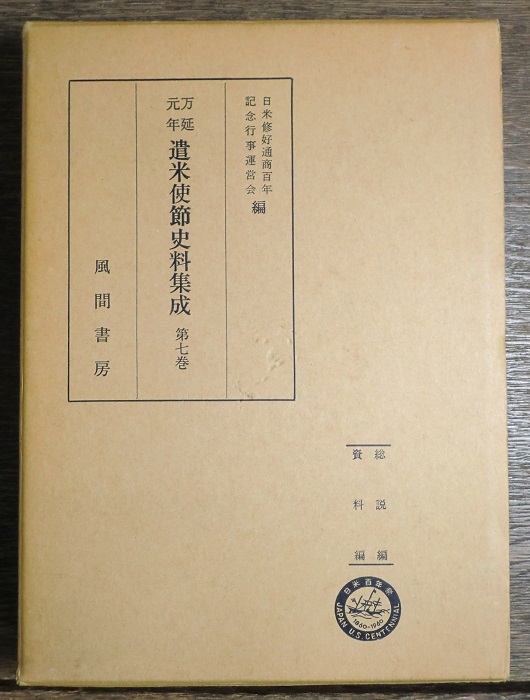 日米修好通商百年
記念行事運営会 編
万延
元年 遣米使節史料集成 第七巻
風間書房
総説編
資料編
日米百年祭
1860-1960
JAPAN U.S. CENTENNIAL